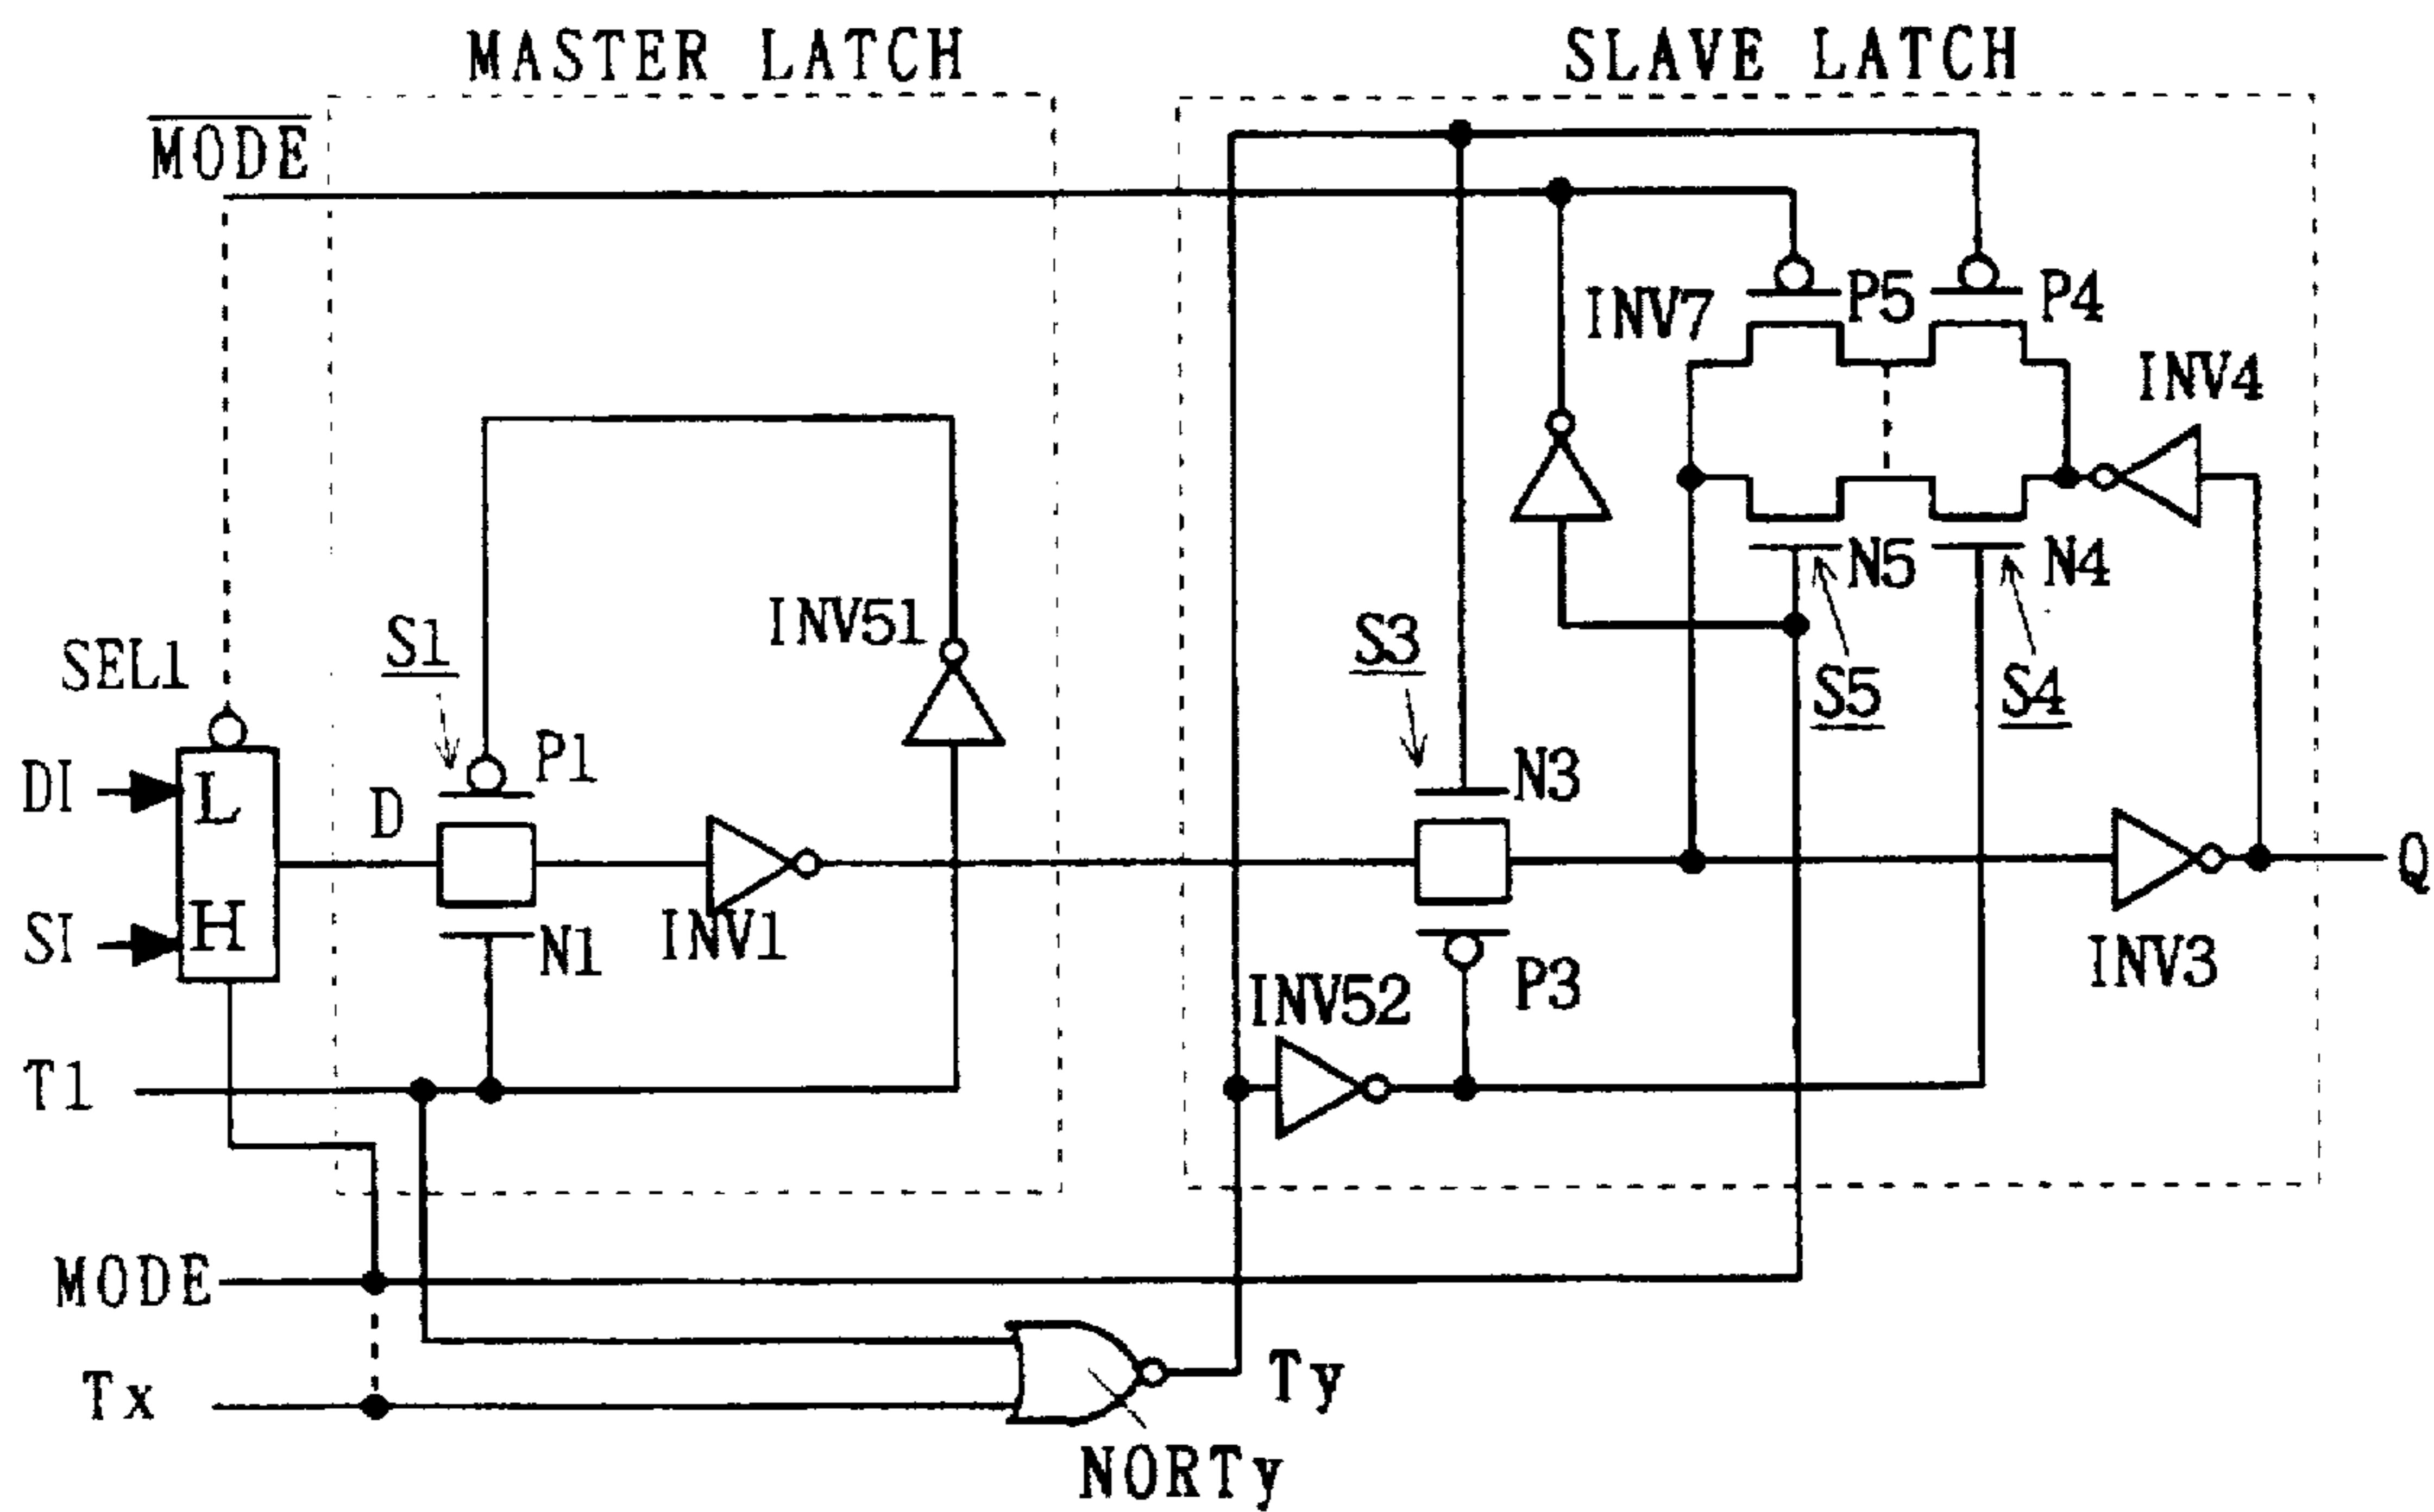 MASTER LATCH
SLAVE LATCH
MODE
INV7
P5
P4
INV4
N5
N4
INV51
S1
S3
S5
S4
SEL1
P1
N3
DI
L
D
Q
SI
H
INV1
N1
INV3
INV52
P3
T1
MODE
Tx
Ty
NORTy